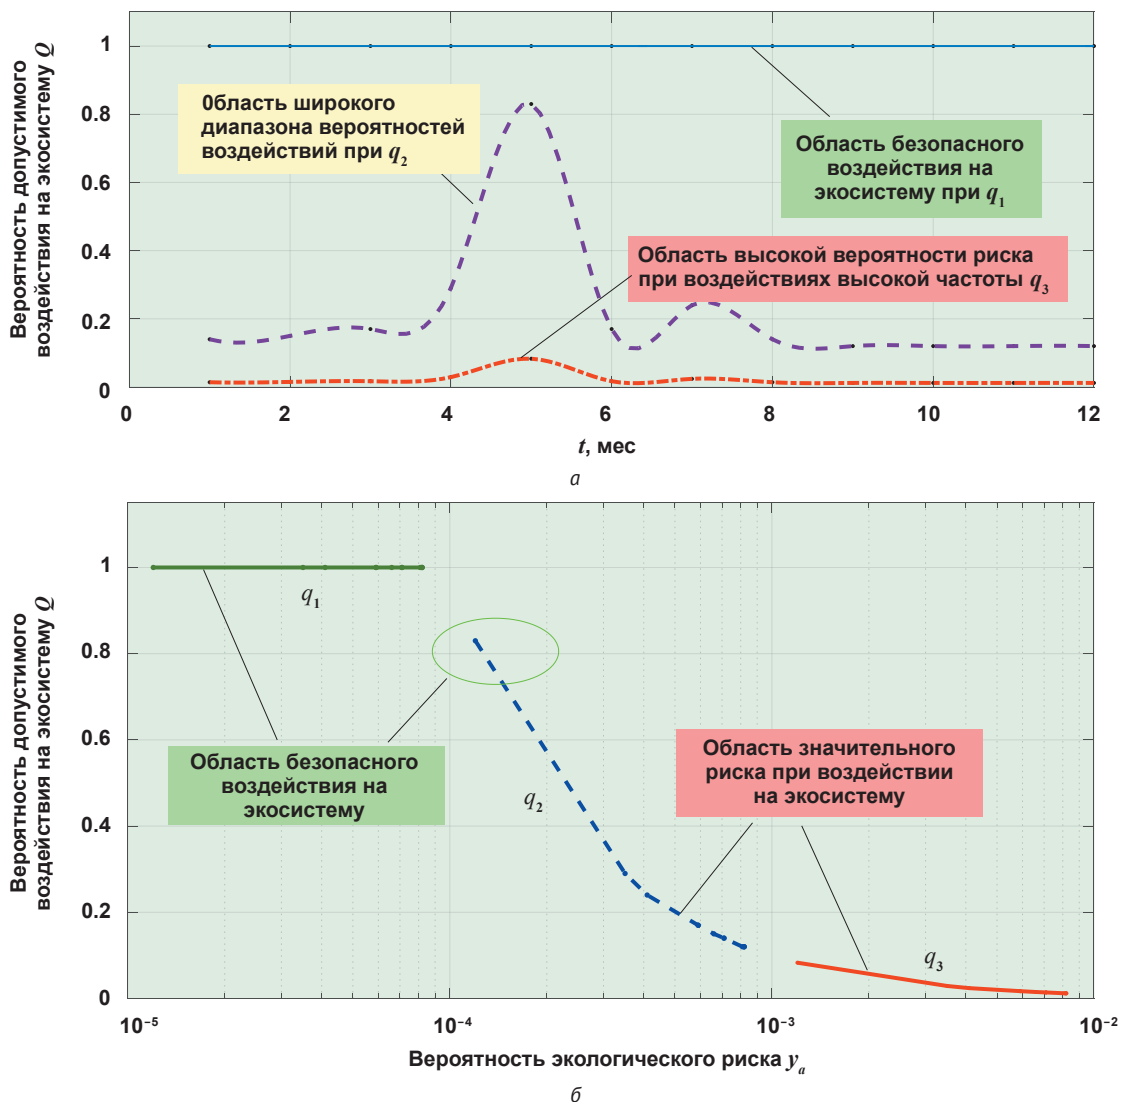 Вероятность допустимого
воздействия на экосистему Q
1
0.8
0.6
0.4
0.2
0
0бласть широкого
диапазона вероятностей
воздействий при q2
Область безопасного
воздействия на
экосистему при q1
Область высокой вероятности риска
при воздействиях высокой частоты q3
0 2 4 6 8 10 12
t, мес
а
Вероятность допустимого
воздействия на экосистему Q
1
0.8
0.6
0.4
0.2
0
q1
Область безопасного
воздействия на
экосистему
q2
Область значительного
риска при воздействии
на экосистему
q3
10–5 10–4 10–3 10–2
Вероятность экологического риска ya
б